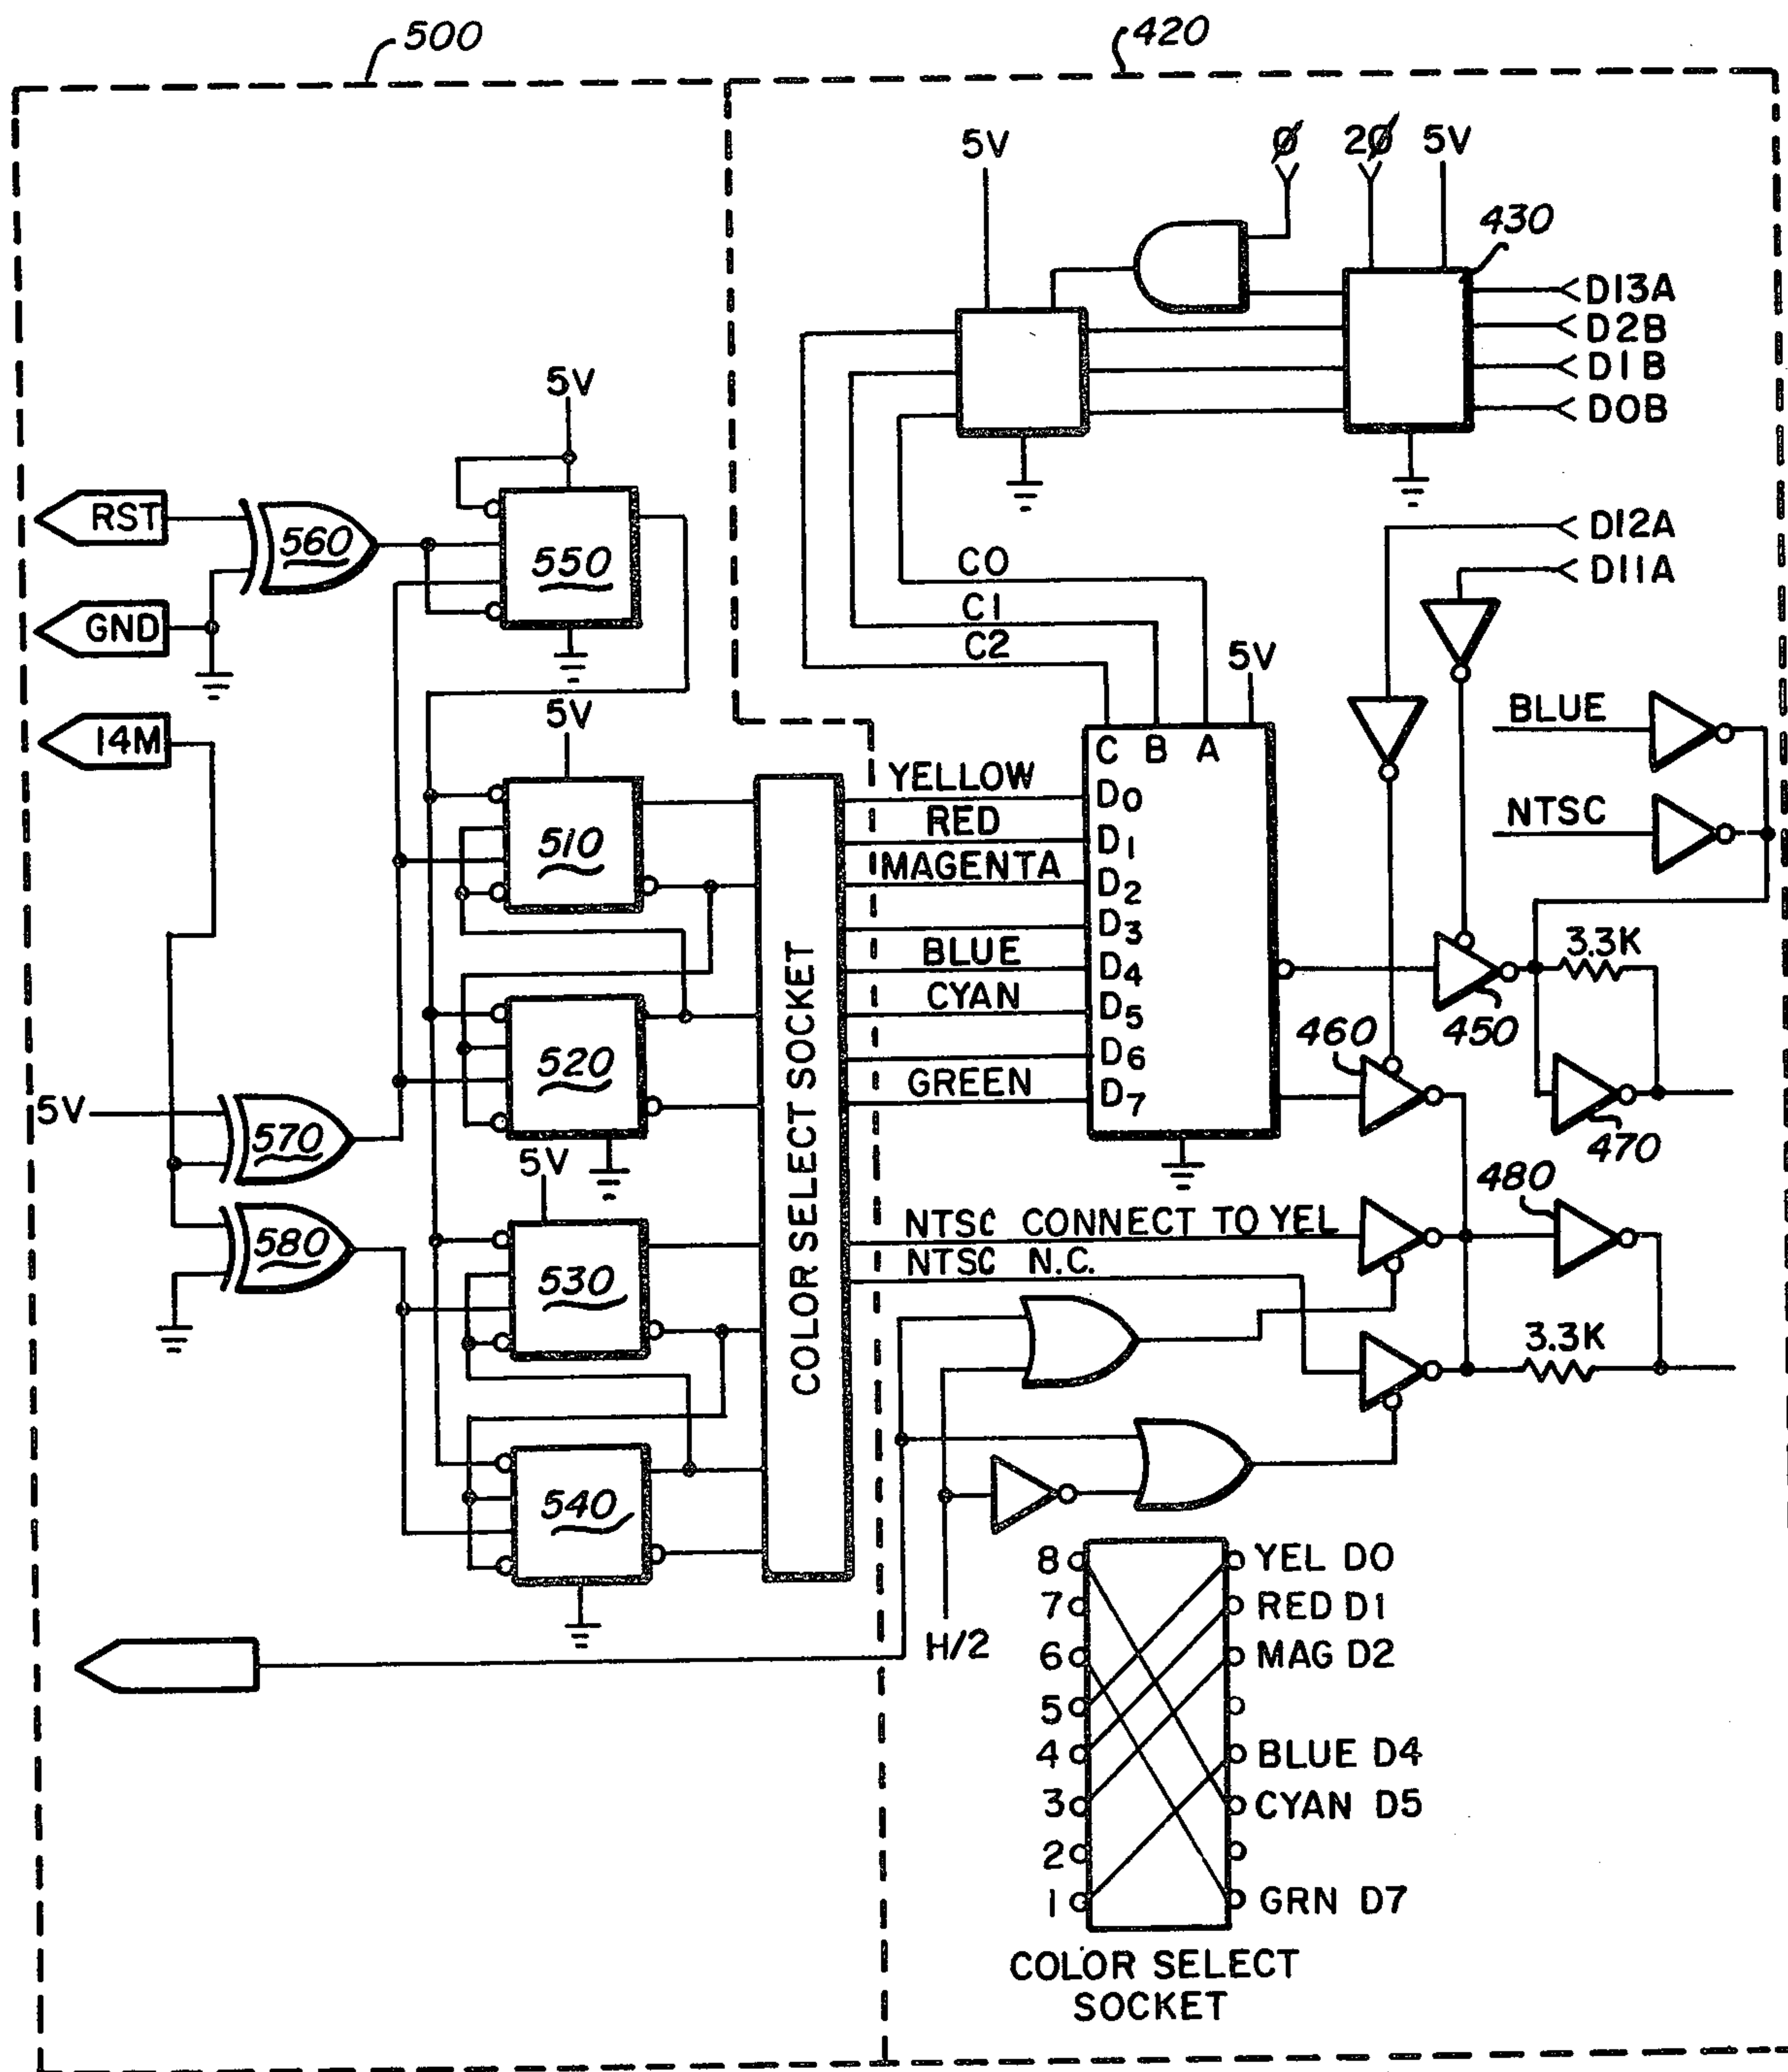 500
420
5V
Ø
2Ø
5V
430
D13A
D2B
D1B
D0B
5V
RST
560
550
GND
D12A
D11A
C0
C1
C2
5V
14M
5V
C B A
BLUE
NTSC
YELLOW
D0
RED
D1
MAGENTA
D2
D3
BLUE
D4
CYAN
D5
D6
GREEN
D7
510
520
COLOR SELECT SOCKET
3.3K
450
460
470
5V
570
5V
480
580
530
NTSC CONNECT TO YEL
NTSC N.C.
3.3K
540
H/2
8 YEL D0
7 RED D1
6 MAG D2
5
4 BLUE D4
3 CYAN D5
2
1 GRN D7
COLOR SELECT
SOCKET